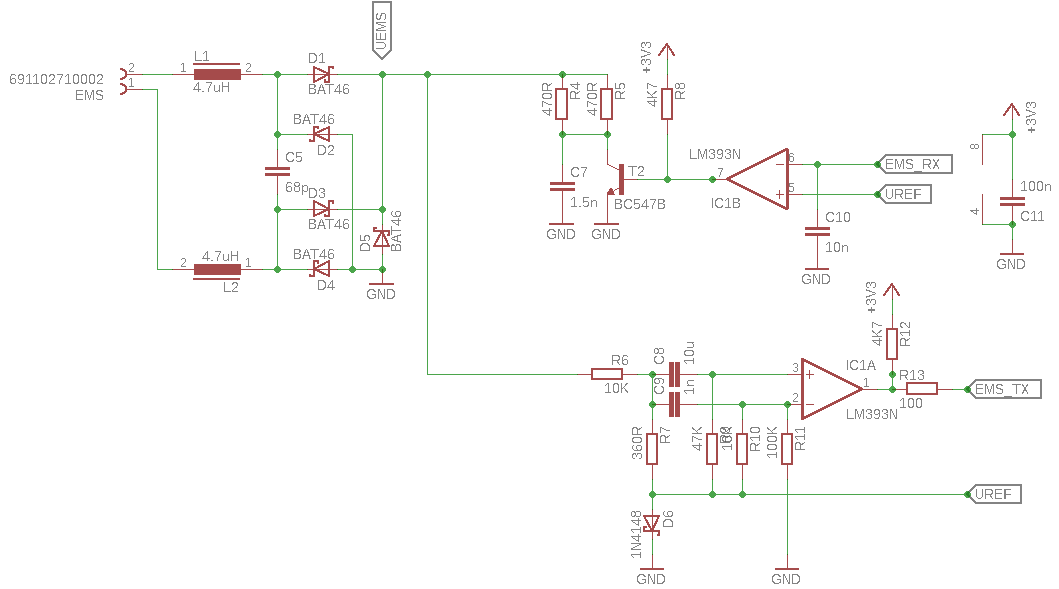 UEMS
L1
2
1
2
691102710002
1
EMS
4.7uH
D1
BAT46
BAT46
D2
C5
68p
D3
BAT46
BAT46
D4
D5
BAT46
GND
4.7uH
2
1
L2
470R
R4
470R
R5
+3V3
4K7
R8
C7
1.5n
GND
T2
BC547B
GND
LM393N
7
6
5
IC1B
EMS_RX
UREF
C10
10n
GND
+3V3
8
4
100n
C11
GND
R6
10K
C8
10u
C9
1n
360R
R7
47K
R10
100K
R11
3
2
1
IC1A
LM393N
+3V3
4K7
R12
R13
100
EMS_TX
UREF
1N4148
D6
GND
GND